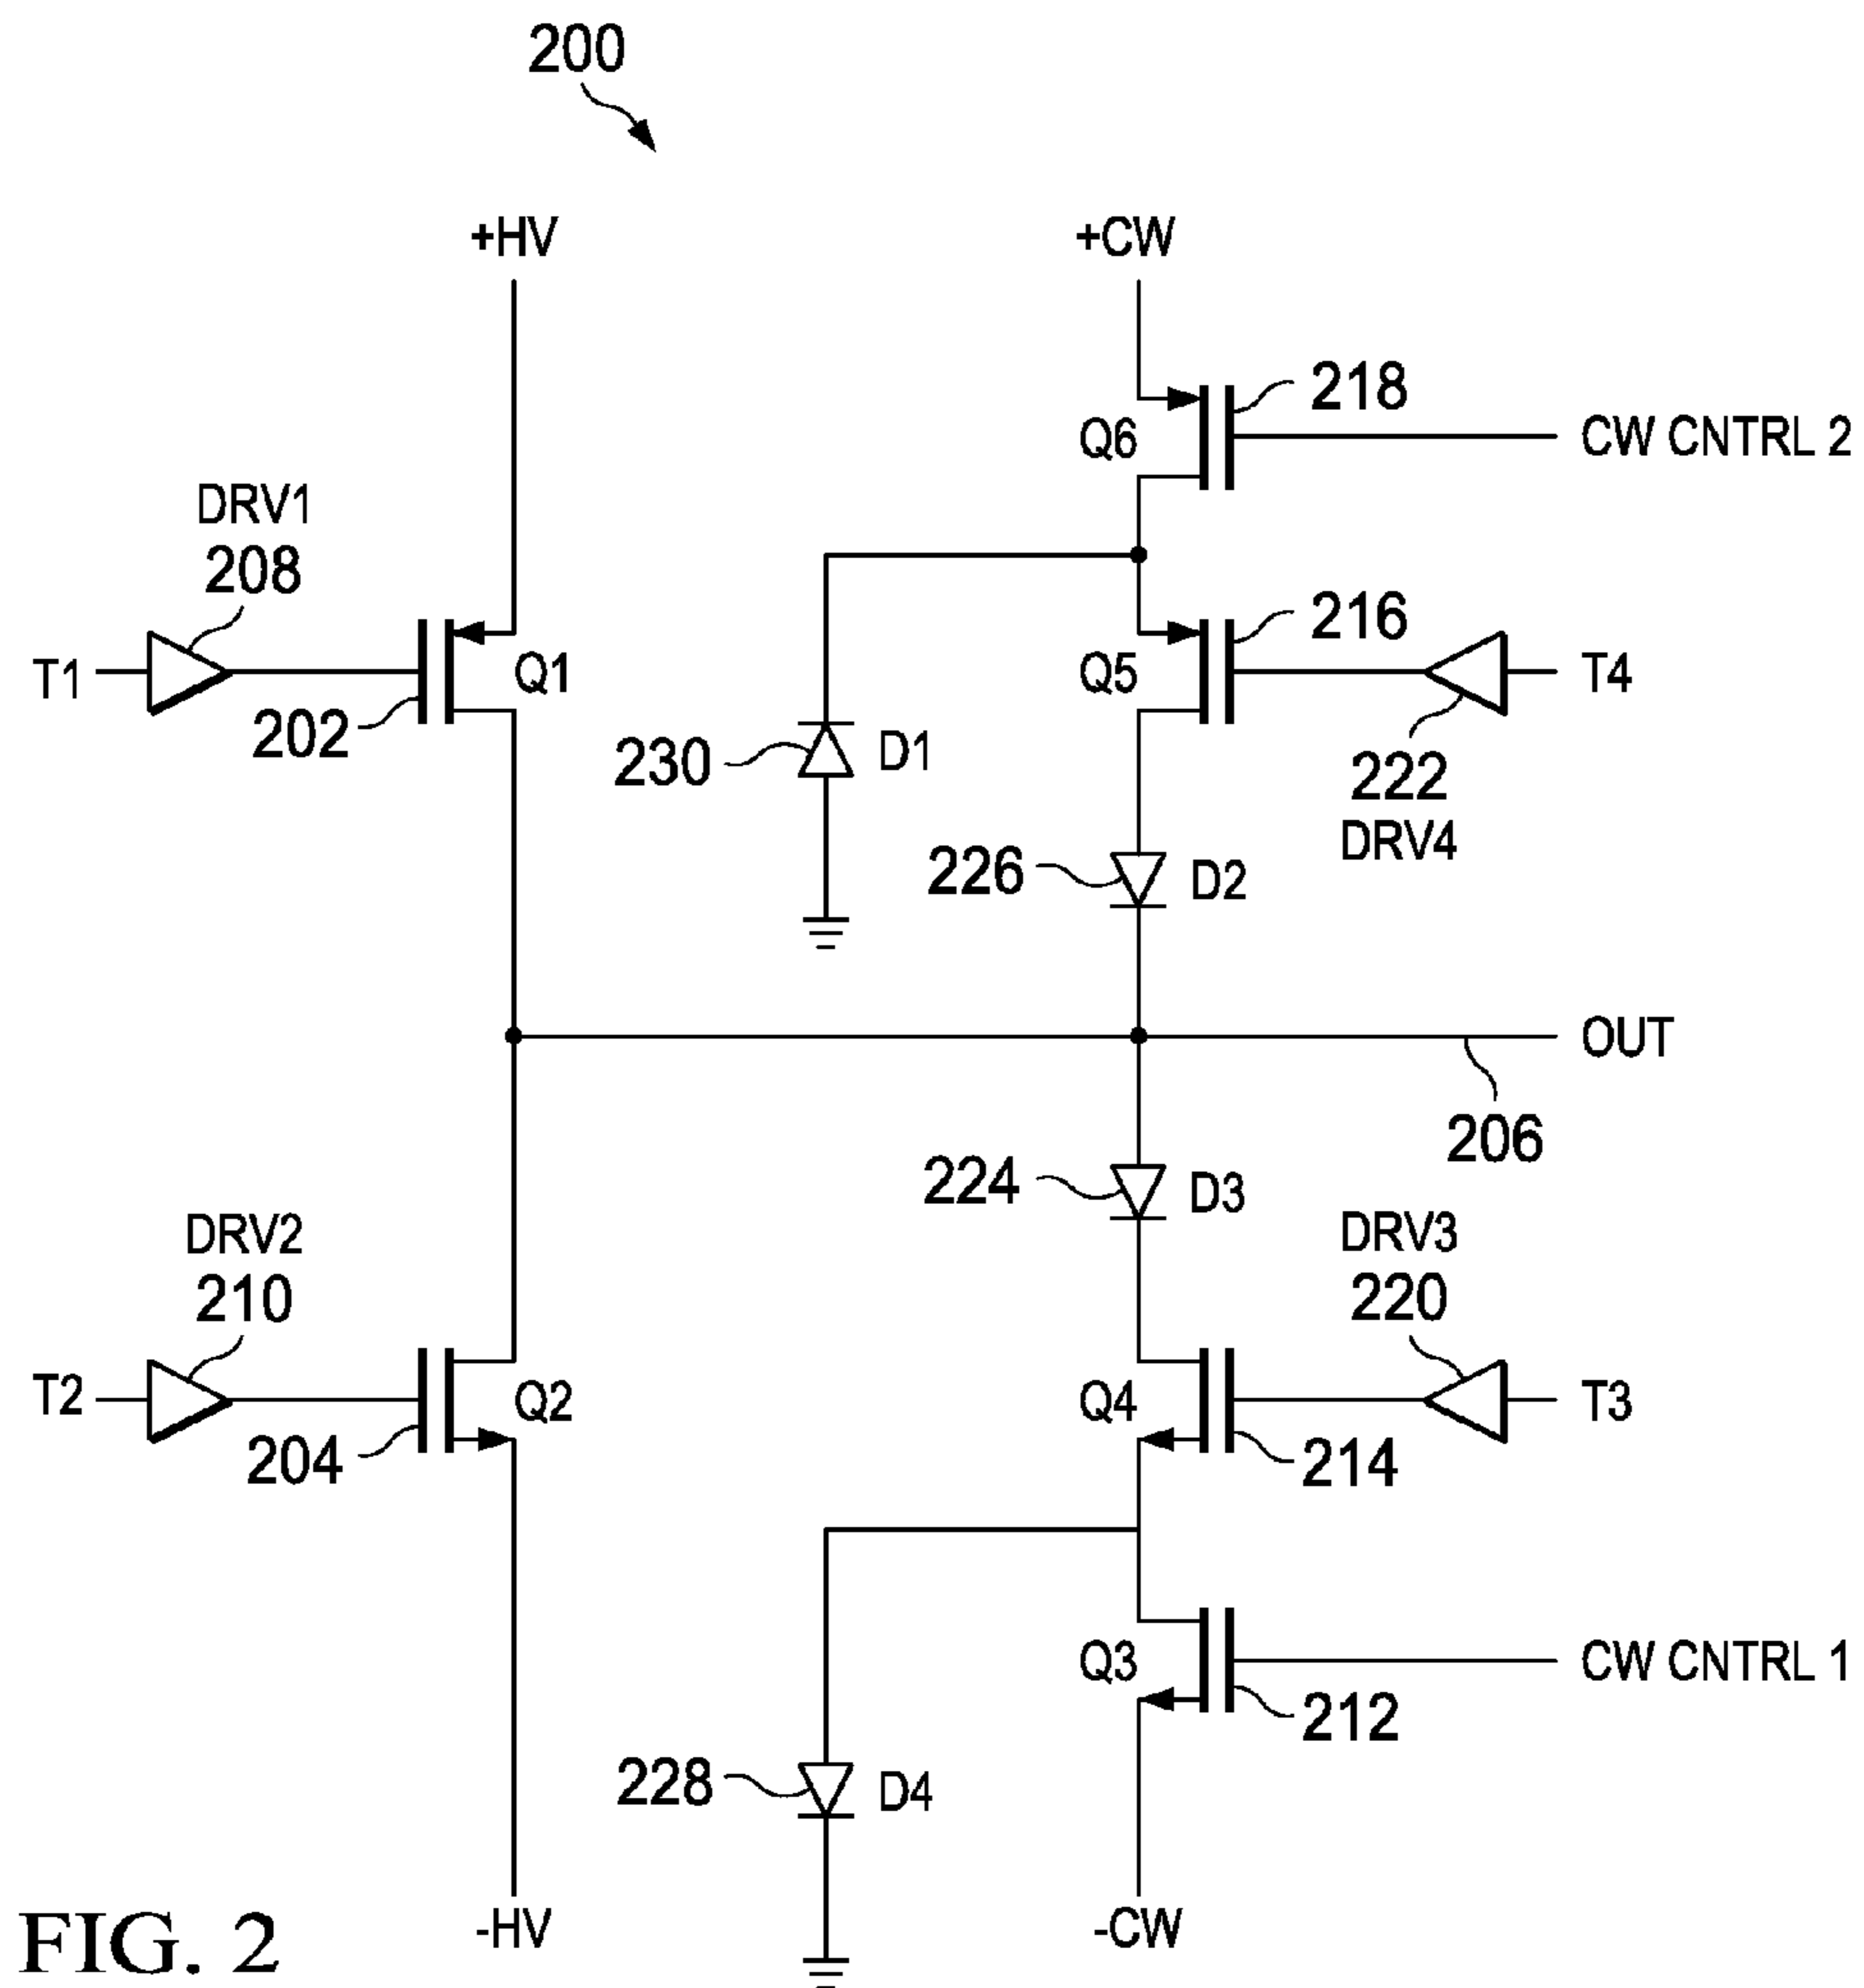 200
+HV
+CW
218
Q6
CW CNTRL 2
DRV1
208
216
T1
Q1
Q5
T4
202
230
D1
222
DRV4
226
D2
OUT
206
224
D3
DRV2
210
DRV3
220
T2
Q2
Q4
T3
204
214
Q3
CW CNTRL 1
212
228
D4
-HV
-CW
FIG. 2